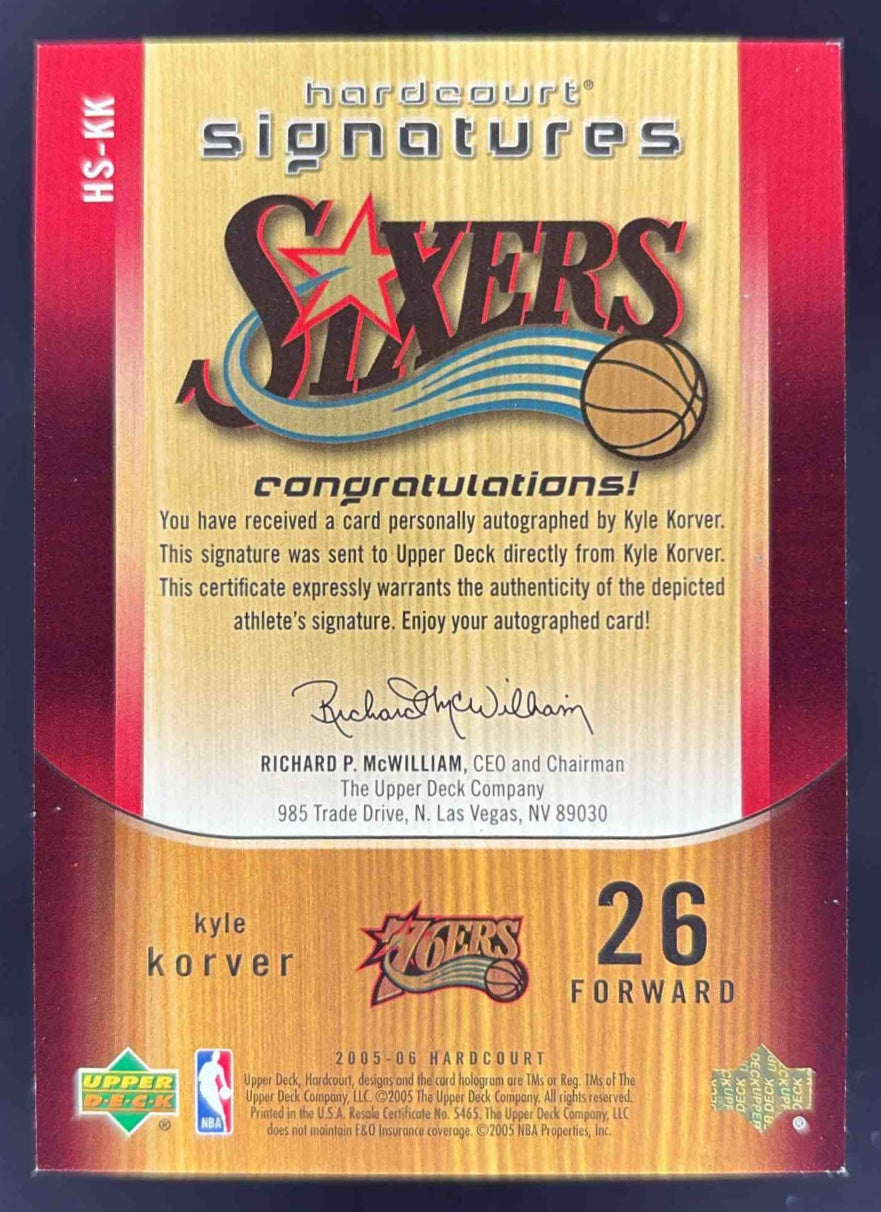 HS-KK
hardcourt®
signatures
SIXERS
congratulations!
You have received a card personally autographed by Kyle Korver.
This signature was sent to Upper Deck directly from Kyle Korver.
This certificate expressly warrants the authenticity of the depicted
athlete's signature. Enjoy your autographed card!
Richard McWilliam
RICHARD P. McWILLIAM, CEO and Chairman
The Upper Deck Company
985 Trade Drive, N. Las Vegas, NV 89030
kyle
korver
76ERS
26
FORWARD
2005-06 HARDCOURT
Upper Deck, Hardcourt, designs and the card hologram are TMs or Reg. TMs of The
Upper Deck Company, LLC. ©2005 The Upper Deck Company. All rights reserved.
Printed in the U.S.A. Resale Certificate No. 5465. The Upper Deck Company, LLC
does not maintain E&O Insurance coverage. ©2005 NBA Properties, Inc.
UPPER
D·E·C·K
®
NBA
DECK
DECK UP
DECKUPPER
DECK UP
DECK
®